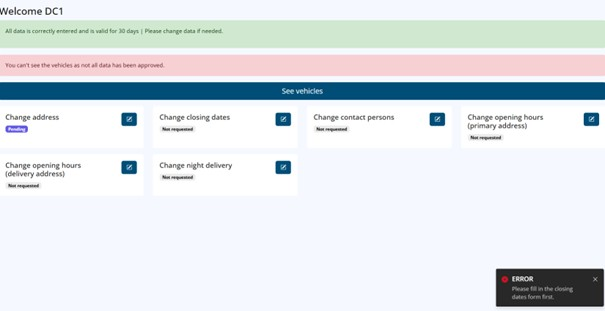 Welcome DC1
All data is correctly entered and is valid for 30 days | Please change data if needed.
You can't see the vehicles as not all data has been approved.
See vehicles
Change address
Pending
Change closing dates
Not requested
Change contact persons
Not requested
Change opening hours
(primary address)
Not requested
Change opening hours
(delivery address)
Not requested
Change night delivery
Not requested
ERROR
Please fill in the closing
dates form first.